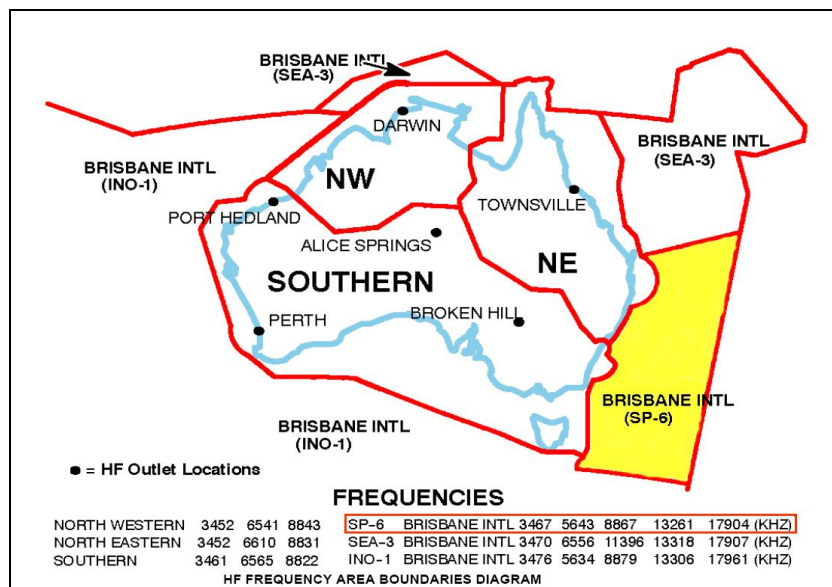 BRISBANE INTL
(SEA-3)
DARWIN
BRISBANE INTL
(SEA-3)
BRISBANE INTL
(INO-1)
NW
PORT HEDLAND
TOWNSVILLE
ALICE SPRINGS
SOUTHERN
NE
PERTH
BROKEN HILL
BRISBANE INTL
(SP-6)
BRISBANE INTL
(INO-1)
= HF Outlet Locations
FREQUENCIES
NORTH WESTERN 3452 6541 8843 SP-6 BRISBANE INTL 3467 5643 8867 13261 17904 (KHZ)
NORTH EASTERN 3452 6610 8831 SEA-3 BRISBANE INTL 3470 6556 11396 13318 17907 (KHZ)
SOUTHERN 3461 6565 8822 INO-1 BRISBANE INTL 3476 5634 8879 13306 17961 (KHZ)
HF FREQUENCY AREA BOUNDARIES DIAGRAM